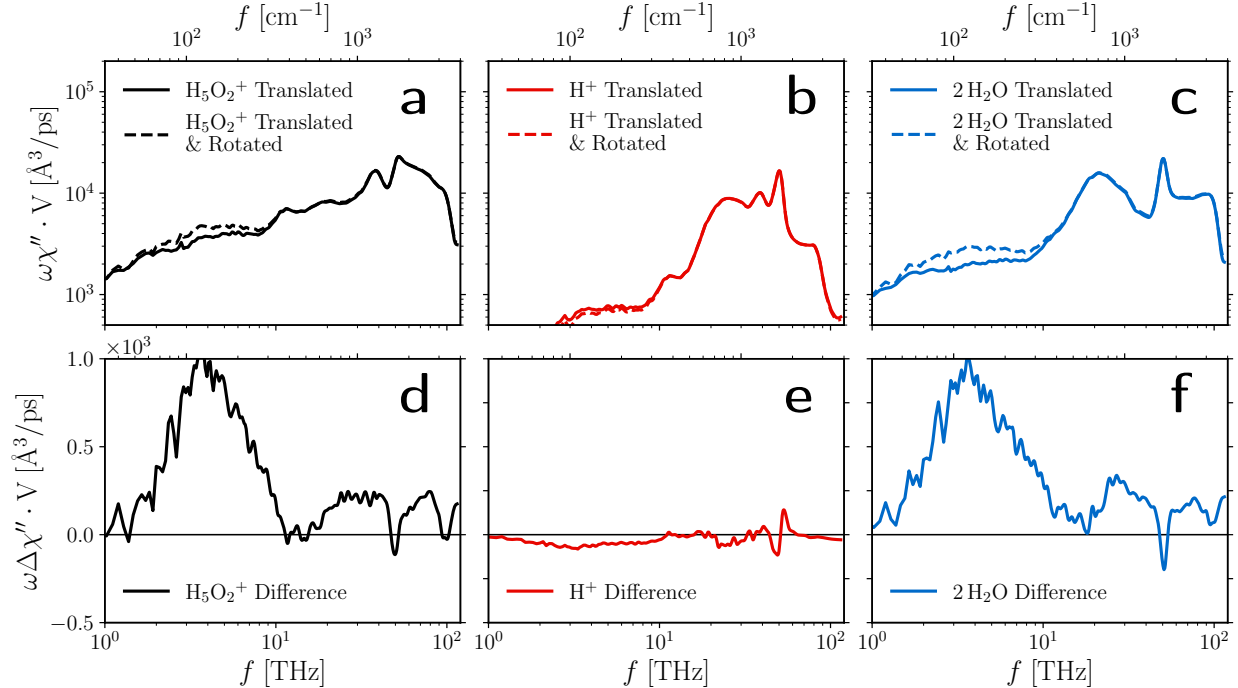 f [cm⁻¹] f [cm⁻¹] f [cm⁻¹]
10² 10³ 10² 10³ 10² 10³
ωχ″ · V [Å³/ps]
10⁵
10⁴
10³
H₅O₂⁺ Translated
H₅O₂⁺ Translated
& Rotated
a
H⁺ Translated
H⁺ Translated
& Rotated
b
2 H₂O Translated
2 H₂O Translated
& Rotated
c
ωΔχ″ · V [Å³/ps]
×10³
1.0
0.5
0.0
−0.5
d
H₅O₂⁺ Difference
e
H⁺ Difference
f
2 H₂O Difference
10⁰ 10¹ 10² 10⁰ 10¹ 10² 10⁰ 10¹ 10²
f [THz] f [THz] f [THz]